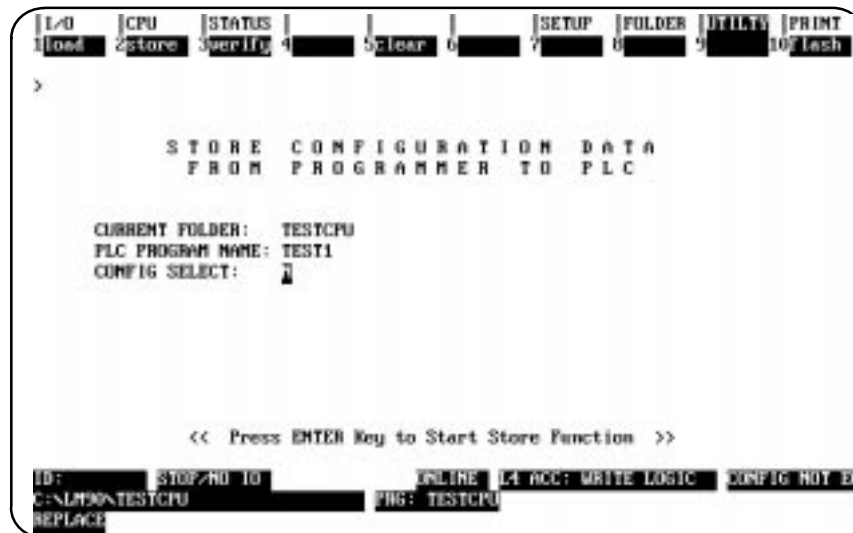 I/O CPU STATUS SETUP FOLDER UTILTY PRINT
1load 2store 3verify 4 5clear 6 7 8 9 10flash
>
STORE CONFIGURATION DATA
FROM PROGRAMMER TO PLC
CURRENT FOLDER: TESTCPU
PLC PROGRAM NAME: TEST1
CONFIG SELECT:
<< Press ENTER Key to Start Store Function >>
ID: STOP/NO IO ONLINE L4 ACC: WRITE LOGIC CONFIG NOT E
C:\LM90\TESTCPU PRG: TESTCPU
REPLACE